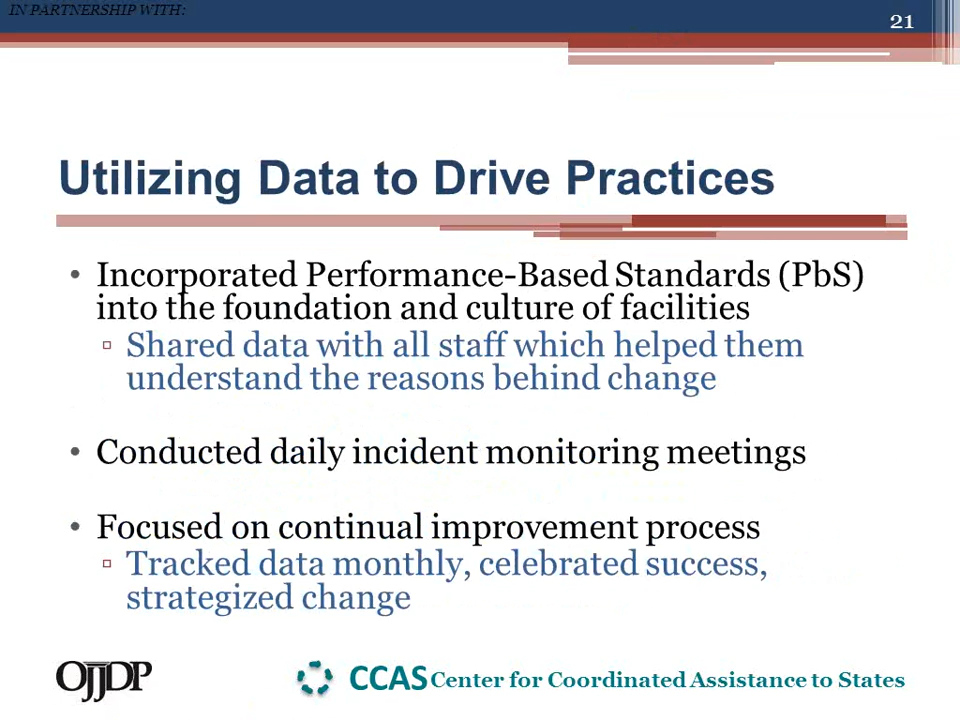 IN PARTNERSHIP WITH:
21
Utilizing Data to Drive Practices
• Incorporated Performance-Based Standards (PbS)
into the foundation and culture of facilities
▫ Shared data with all staff which helped them
understand the reasons behind change
• Conducted daily incident monitoring meetings
• Focused on continual improvement process
▫ Tracked data monthly, celebrated success,
strategized change
OJJDP
CCAS Center for Coordinated Assistance to States